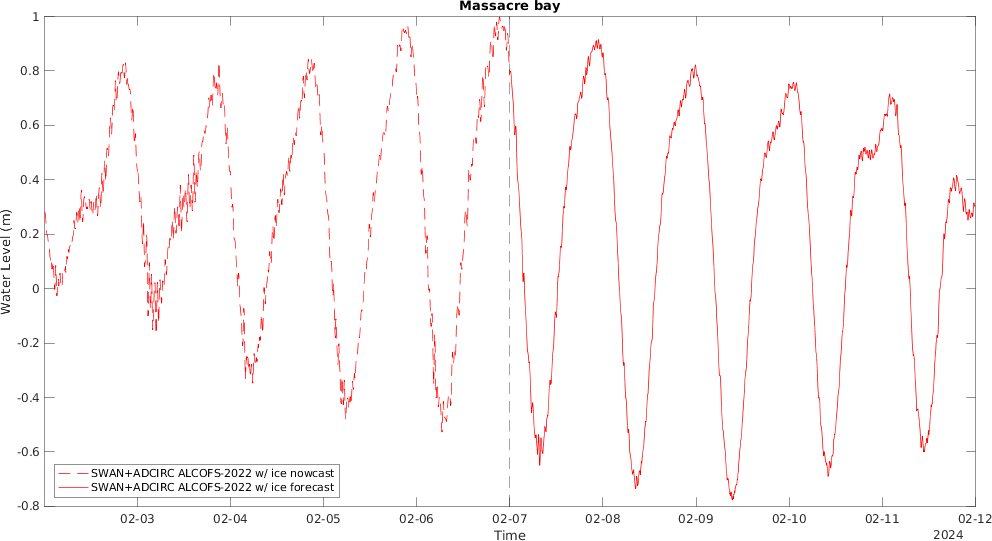 Massacre bay
Water Level (m)
1
0.8
0.6
0.4
0.2
0
-0.2
-0.4
-0.6
-0.8
SWAN+ADCIRC ALCOFS-2022 w/ ice nowcast
SWAN+ADCIRC ALCOFS-2022 w/ ice forecast
02-03 02-04 02-05 02-06 02-07 02-08 02-09 02-10 02-11 02-12
Time
2024